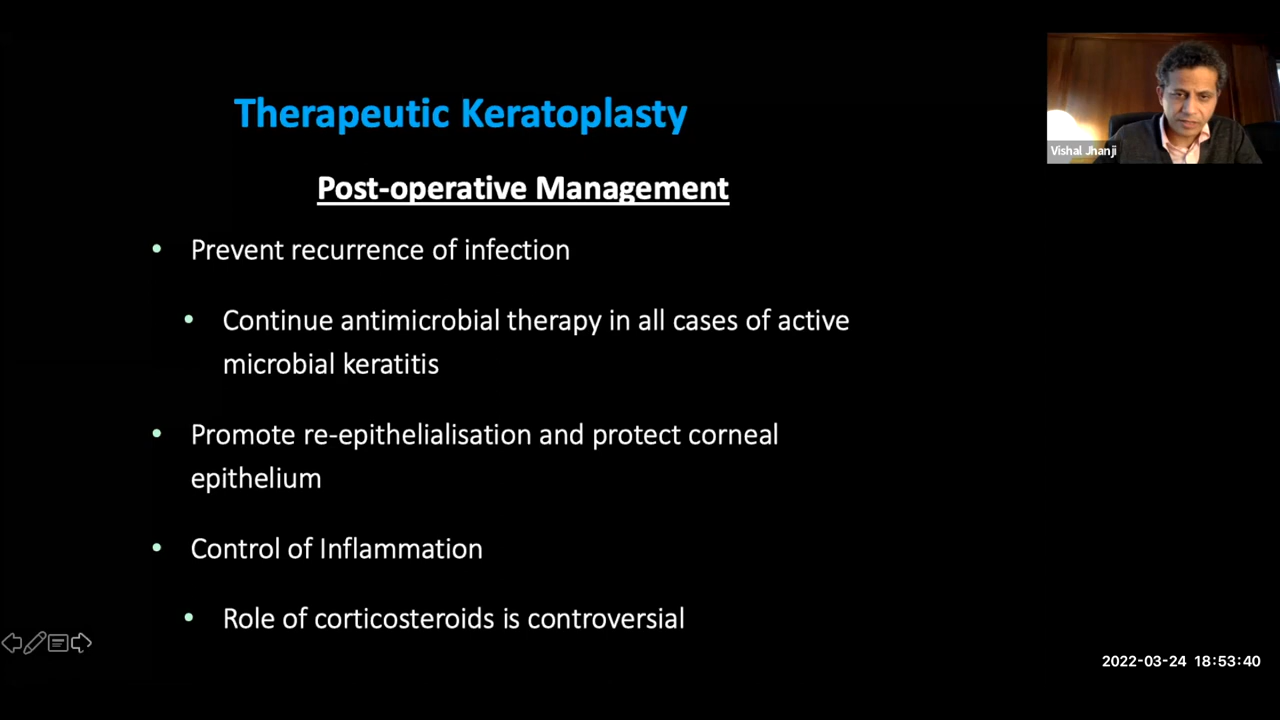 Therapeutic Keratoplasty
Vishal Jhanji
Post-operative Management
• Prevent recurrence of infection
• Continue antimicrobial therapy in all cases of active
microbial keratitis
• Promote re-epithelialisation and protect corneal
epithelium
• Control of Inflammation
• Role of corticosteroids is controversial
2022-03-24 18:53:40